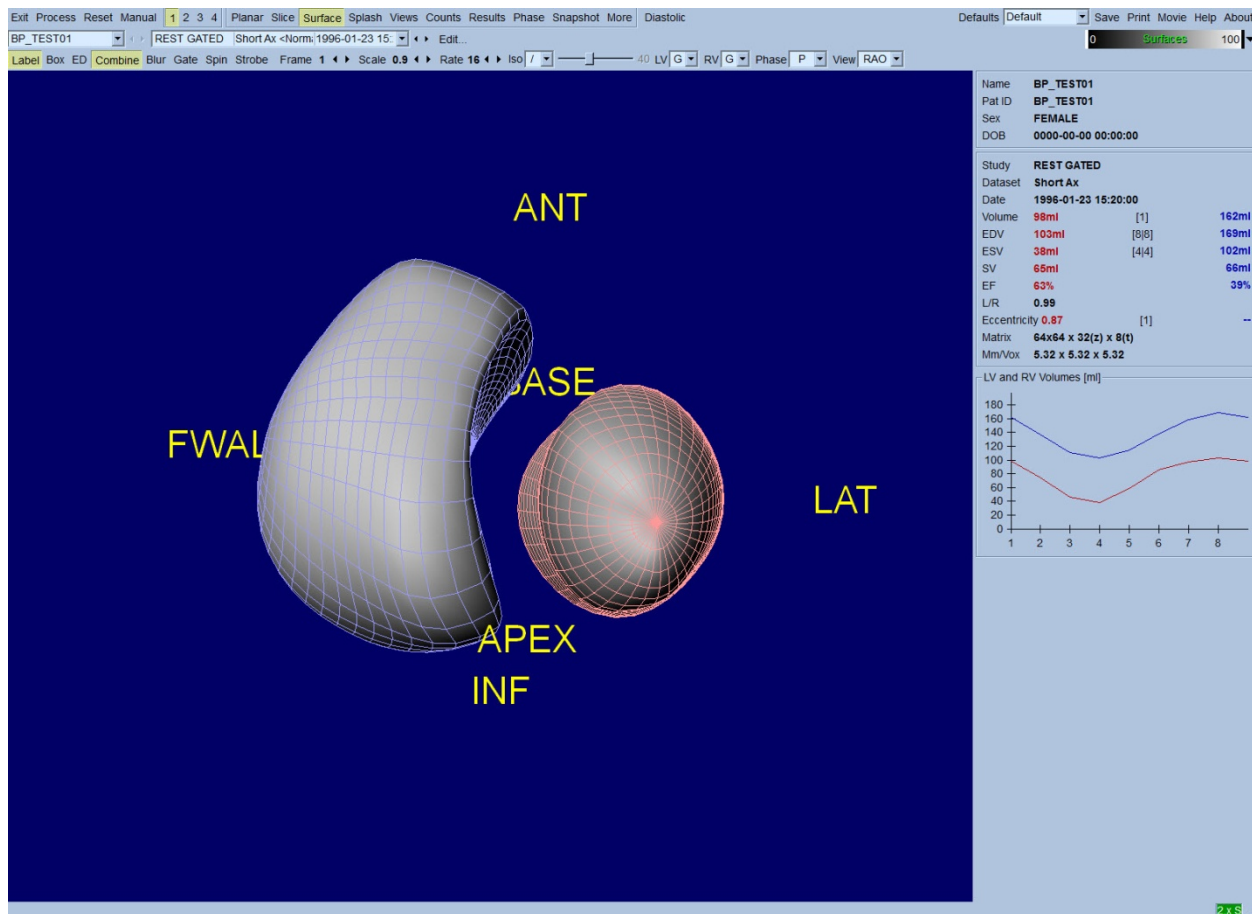 Exit Process Reset Manual 1 2 3 4 Planar Slice Surface Splash Views Counts Results Phase Snapshot More Diastolic Defaults Default Save Print Movie Help About
BP_TEST01 REST GATED Short Ax <Norm 1996-01-23 15: Edit... 0 Surfaces 100
Label Box ED Combine Blur Gate Spin Strobe Frame 1 Scale 0.9 Rate 16 Iso / 40 LV G RV G Phase P View RAO
Name BP_TEST01
Pat ID BP_TEST01
Sex FEMALE
DOB 0000-00-00 00:00:00
Study REST GATED
Dataset Short Ax
Date 1996-01-23 15:20:00
Volume 98ml [1] 162ml
EDV 103ml [8|8] 169ml
ESV 38ml [4|4] 102ml
SV 65ml 66ml
EF 63% 39%
L/R 0.99
Eccentricity 0.87 [1] --
Matrix 64x64 x 32(z) x 8(t)
Mm/Vox 5.32 x 5.32 x 5.32
LV and RV Volumes [ml]
180
160
140
120
100
80
60
40
20
0
1 2 3 4 5 6 7 8
ANT
BASE
FWAL
LAT
APEX
INF
2 x S